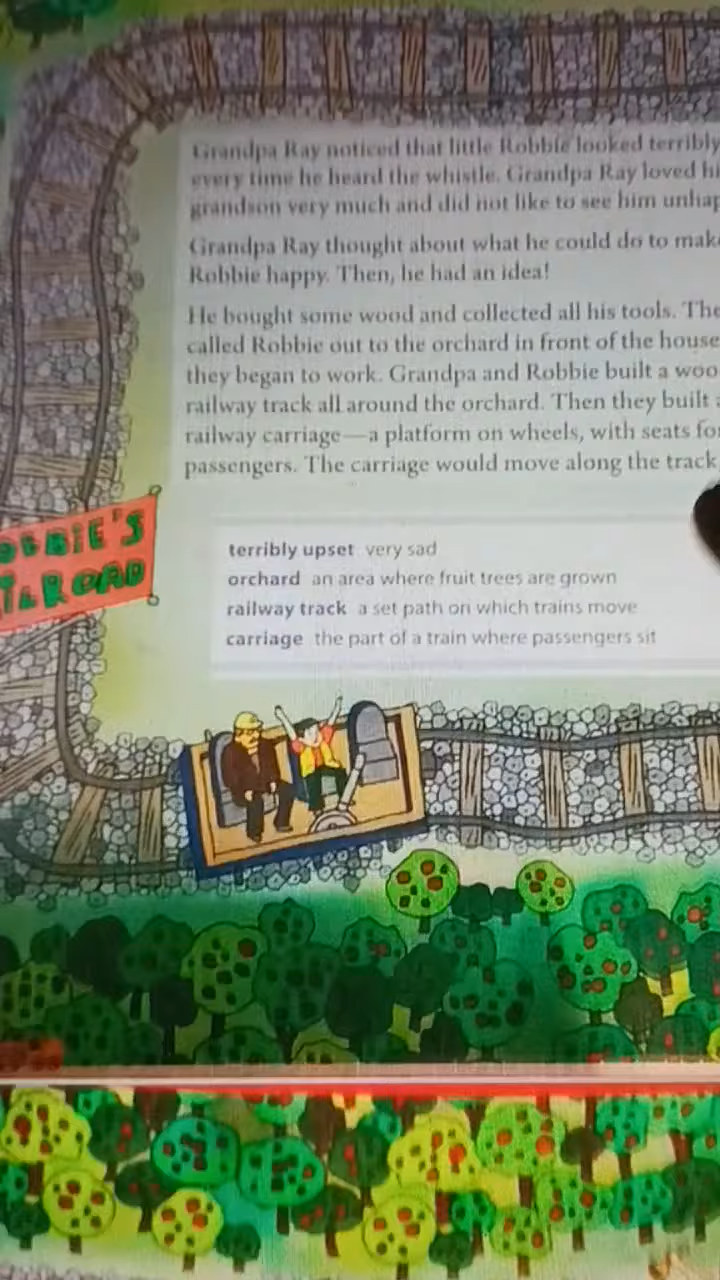 Grandpa Ray noticed that little Robbie looked terribly
every time he heard the whistle. Grandpa Ray loved hi
grandson very much and did not like to see him unhap
Grandpa Ray thought about what he could do to mak
Robbie happy. Then, he had an idea!
He bought some wood and collected all his tools. The
called Robbie out to the orchard in front of the house
they began to work. Grandpa and Robbie built a woo
railway track all around the orchard. Then they built a
railway carriage—a platform on wheels, with seats for
passengers. The carriage would move along the track
OBBIE'S
ILROAD
terribly upset very sad
orchard an area where fruit trees are grown
railway track a set path on which trains move
carriage the part of a train where passengers sit